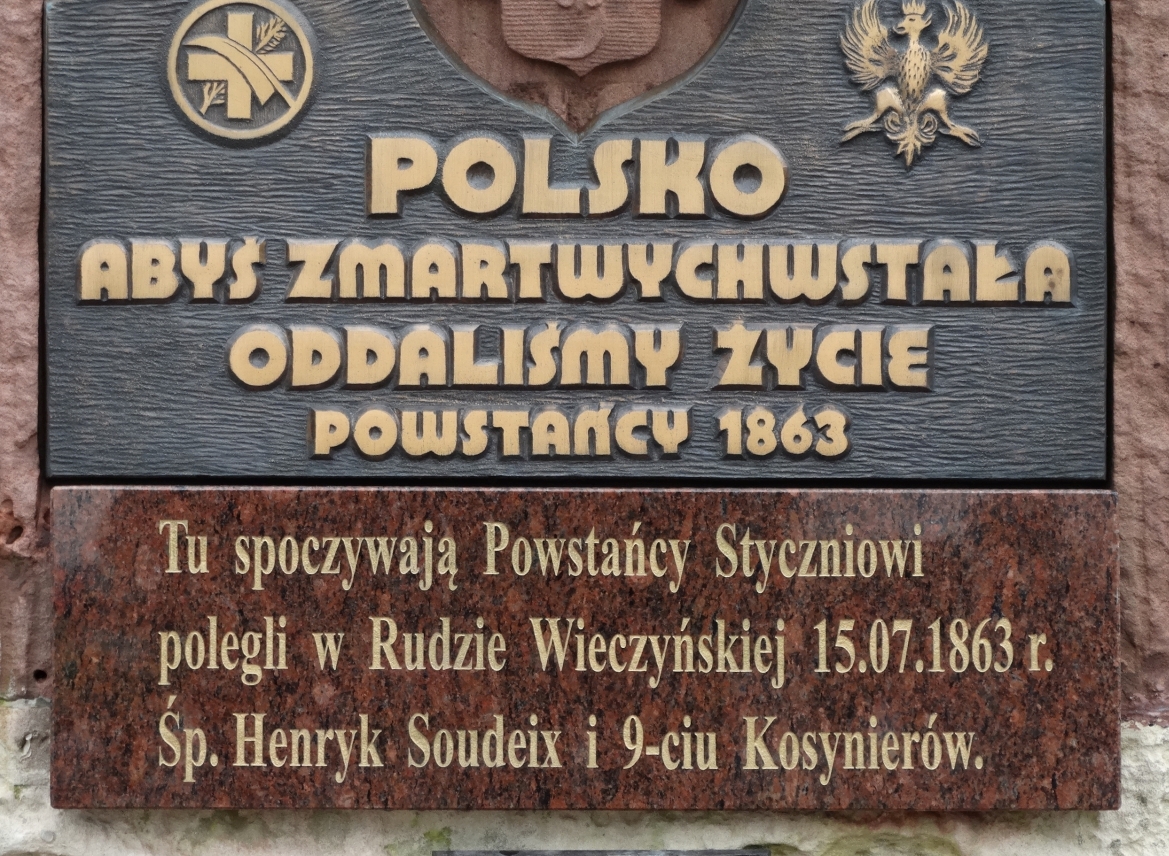 POLSKO
ABYŚ ZMARTWYCHWSTAŁA
ODDALIŚMY ŻYCIE
POWSTAŃCY 1863
Tu spoczywają Powstańcy Styczniowi
polegli w Rudzie Wieczyńskiej 15.07.1863 r.
Śp. Henryk Soudeix i 9-ciu Kosynierów.